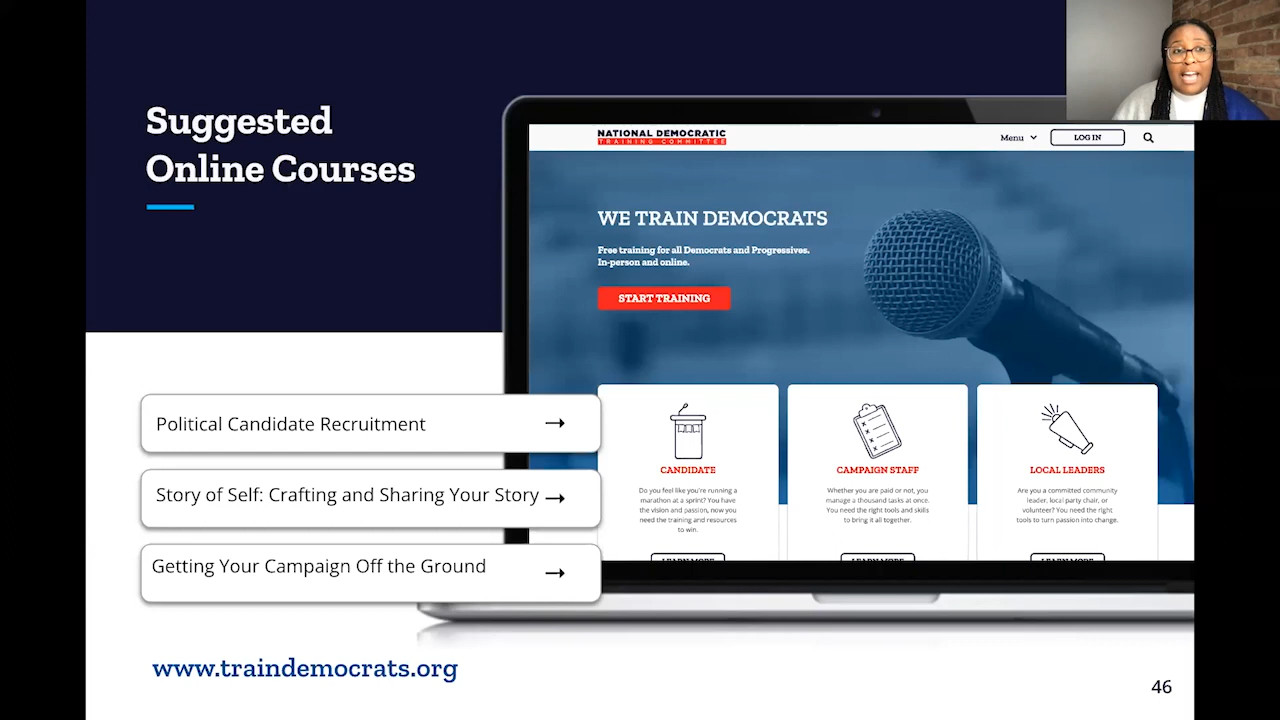 Suggested
Online Courses
NATIONAL DEMOCRATIC
TRAINING COMMITTEE
Menu
LOG IN
WE TRAIN DEMOCRATS
Free training for all Democrats and Progressives.
In-person and online.
START TRAINING
Political Candidate Recruitment →
Story of Self: Crafting and Sharing Your Story →
Getting Your Campaign Off the Ground →
CANDIDATE
Do you feel like you're running a
marathon at a sprint? You have
the vision and passion, now you
need the training and resources
to win.
LEARN MORE
CAMPAIGN STAFF
Whether you are paid or not, you
manage a thousand tasks at once.
You need the right tools and skills
to bring it all together.
LEARN MORE
LOCAL LEADERS
Are you a committed community
leader, local party chair, or
volunteer? You need the right
tools to turn passion into change.
LEARN MORE
www.traindemocrats.org
46